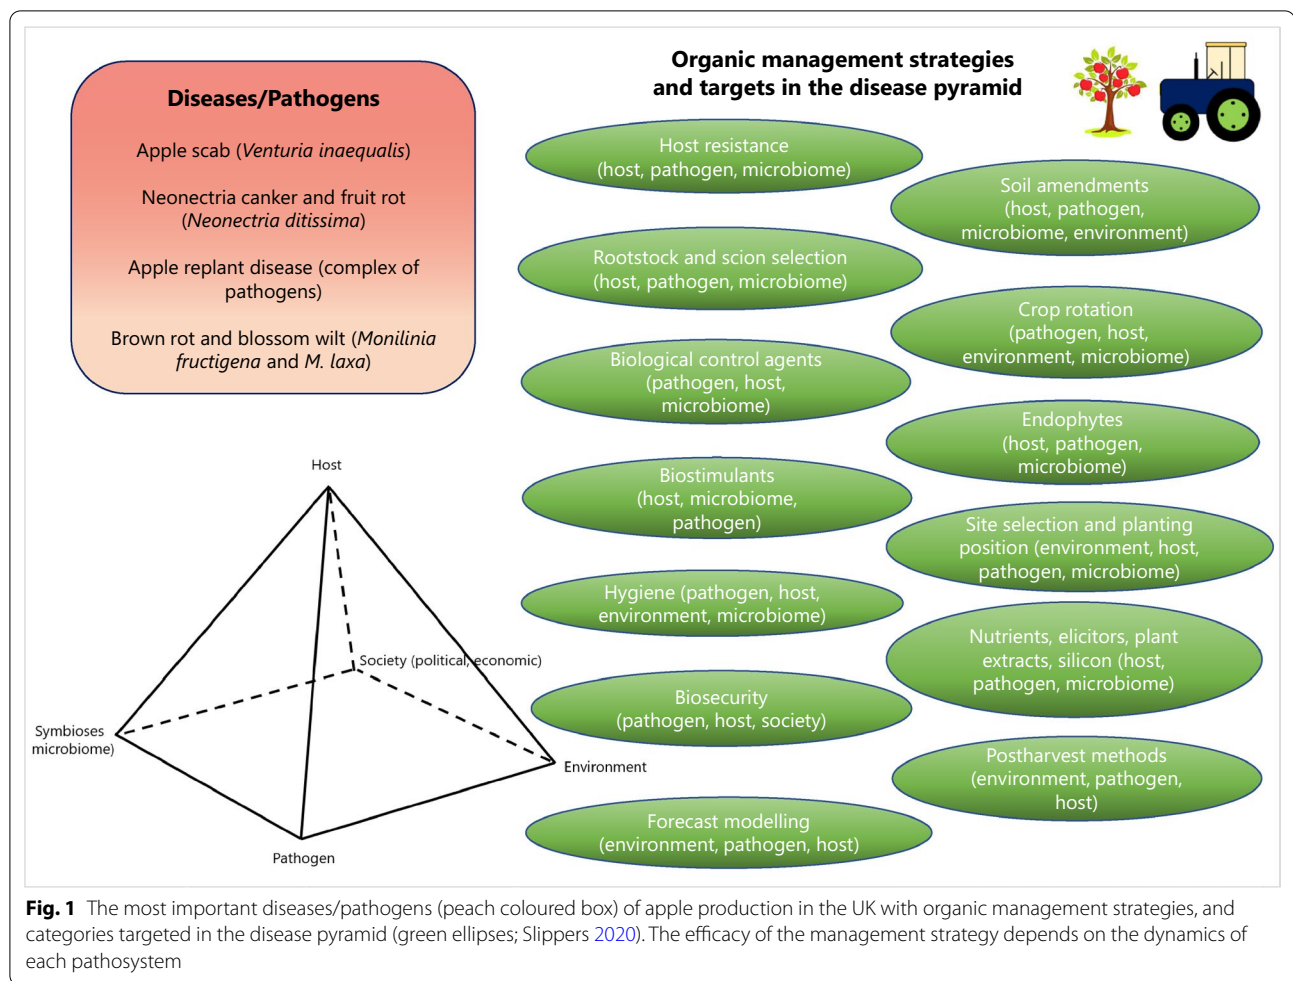 Diseases/Pathogens
Apple scab (Venturia inaequalis)
Neonectria canker and fruit rot
(Neonectria ditissima)
Apple replant disease (complex of
pathogens)
Brown rot and blossom wilt (Monilinia
fructigena and M. laxa)
Organic management strategies
and targets in the disease pyramid
Host resistance
(host, pathogen, microbiome)
Soil amendments
(host, pathogen,
microbiome, environment)
Rootstock and scion selection
(host, pathogen, microbiome)
Crop rotation
(pathogen, host,
environment, microbiome)
Biological control agents
(pathogen, host,
microbiome)
Endophytes
(host, pathogen,
microbiome)
Biostimulants
(host, microbiome,
pathogen)
Site selection and planting
position (environment, host,
pathogen, microbiome)
Hygiene (pathogen, host,
environment, microbiome)
Nutrients, elicitors, plant
extracts, silicon (host,
pathogen, microbiome)
Biosecurity
(pathogen, host, society)
Postharvest methods
(environment, pathogen,
host)
Forecast modelling
(environment, pathogen, host)
Host
Society (political, economic)
Symbioses
microbiome)
Environment
Pathogen
Fig. 1 The most important diseases/pathogens (peach coloured box) of apple production in the UK with organic management strategies, and
categories targeted in the disease pyramid (green ellipses; Slippers 2020). The efficacy of the management strategy depends on the dynamics of
each pathosystem